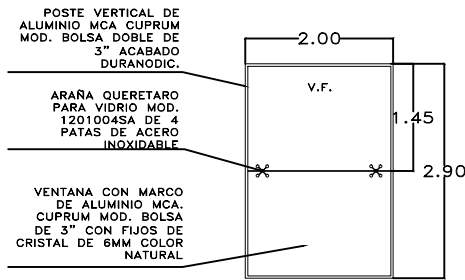 POSTE VERTICAL DE
ALUMINIO MCA CUPRUM
MOD. BOLSA DOBLE DE
3" ACABADO
DURANODIC.
ARAÑA QUERETARO
PARA VIDRIO MOD.
1201004SA DE 4
PATAS DE ACERO
INOXIDABLE
VENTANA CON MARCO
DE ALUMINIO MCA.
CUPRUM MOD. BOLSA
DE 3" CON FIJOS DE
CRISTAL DE 6MM COLOR
NATURAL
2.00
V.F.
1.45
2.90